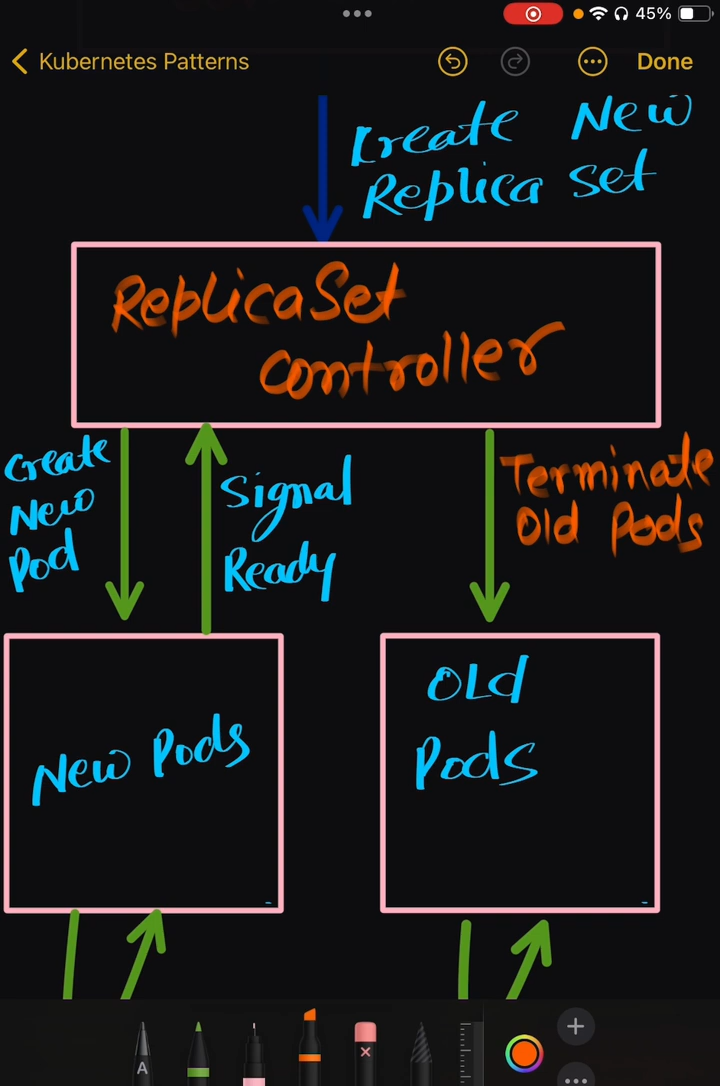 45%
Kubernetes Patterns
Done
Create New
Replica Set
ReplicaSet
Controller
Create
New
Pod
Signal
Ready
Terminate
Old Pods
New Pods
OLd
Pods
A